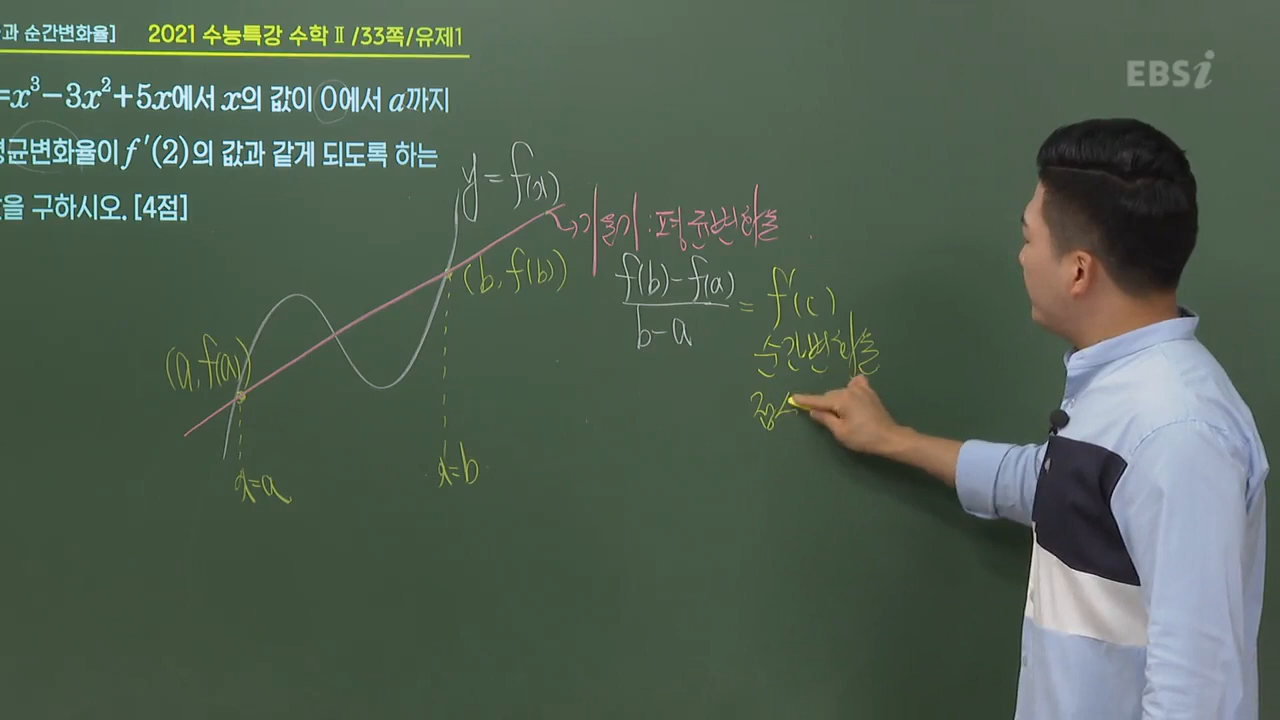 과 순간변화율]
2021 수능특강 수학Ⅱ/33쪽/유제1
EBSi
=x³-3x²+5x에서 x의 값이 0에서 a까지
평균변화율이 f'(2)의 값과 같게 되도록 하는
을 구하시오. [4점]
y=f(x)
기울기:평균변화율
(b, f(b))
f(b)-f(a)
b-a
= f'(c)
순간변화율
접
(a, f(a))
x=a
x=b